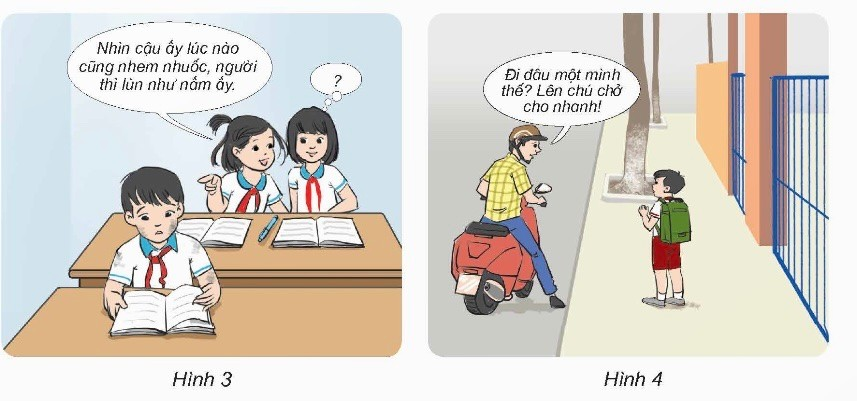 Nhìn cậu ấy lúc nào
cũng nhem nhuốc, người
thì lùn như nấm ấy.
?
Đi đâu một mình
thế? Lên chú chở
cho nhanh!
Hình 3
Hình 4